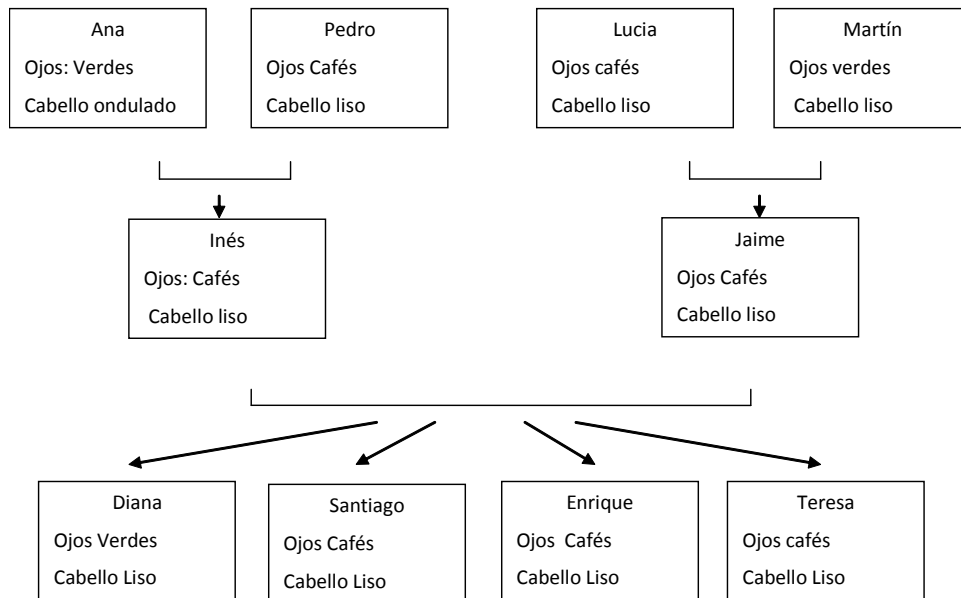 Ana
Ojos: Verdes
Cabello ondulado
Pedro
Ojos Cafés
Cabello liso
Lucia
Ojos cafés
Cabello liso
Martín
Ojos verdes
Cabello liso
Inés
Ojos: Cafés
Cabello liso
Jaime
Ojos Cafés
Cabello liso
Diana
Ojos Verdes
Cabello Liso
Santiago
Ojos Cafés
Cabello Liso
Enrique
Ojos Cafés
Cabello Liso
Teresa
Ojos cafés
Cabello Liso